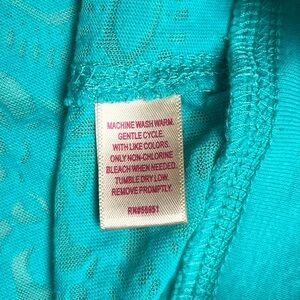 MACHINE WASH WARM.
GENTLE CYCLE.
WITH LIKE COLORS.
ONLY NON-CHLORINE
BLEACH WHEN NEEDED.
TUMBLE DRY LOW.
REMOVE PROMPTLY.
RN#56951